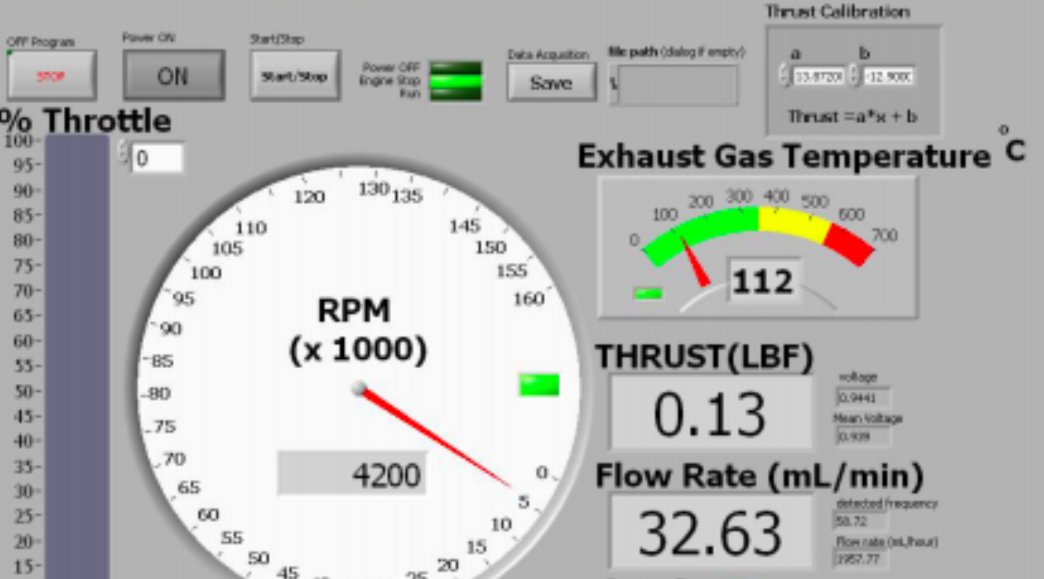 Thrust Calibration
OFF Program
Power ON
Start/Stop
STOP
ON
Start/Stop
Power OFF
Engine Stop
Run
Data Acquisition
Save
file path (dialog if empty)
a
b
13.8720
-12.900
Thrust =a*x + b
% Throttle
0
100
95
90
85
80
75
70
65
60
55
50
45
40
35
30
25
20
15
Exhaust Gas Temperature °C
0
100
200
300
400
500
600
700
112
RPM
(x 1000)
0
5
10
15
20
25
45
50
55
60
65
70
75
80
85
90
95
100
105
110
120
130
135
145
150
155
160
4200
THRUST(LBF)
0.13
voltage
0.9441
Mean Voltage
0.939
Flow Rate (mL/min)
32.63
detected frequency
58.72
Flow rate (mL/hour)
1957.77